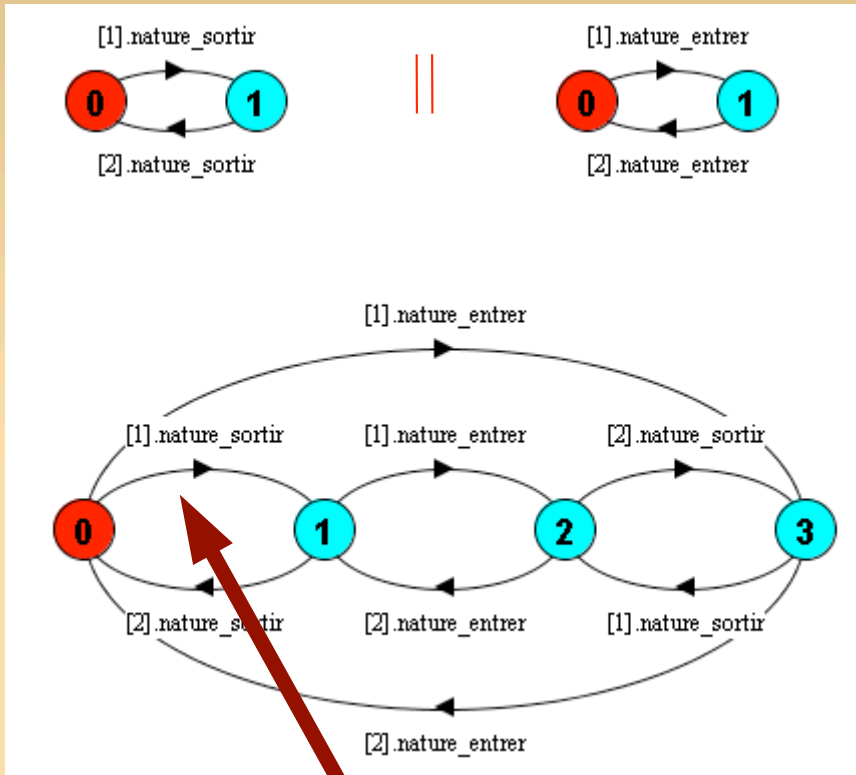 [1].nature_sortir
[1].nature_entrer
0
1
0
1
[2].nature_sortir
[2].nature_entrer
[1].nature_entrer
[1].nature_sortir
[1].nature_entrer
[2].nature_sortir
0
1
2
3
[2].nature_sortir
[2].nature_entrer
[1].nature_sortir
[2].nature_entrer